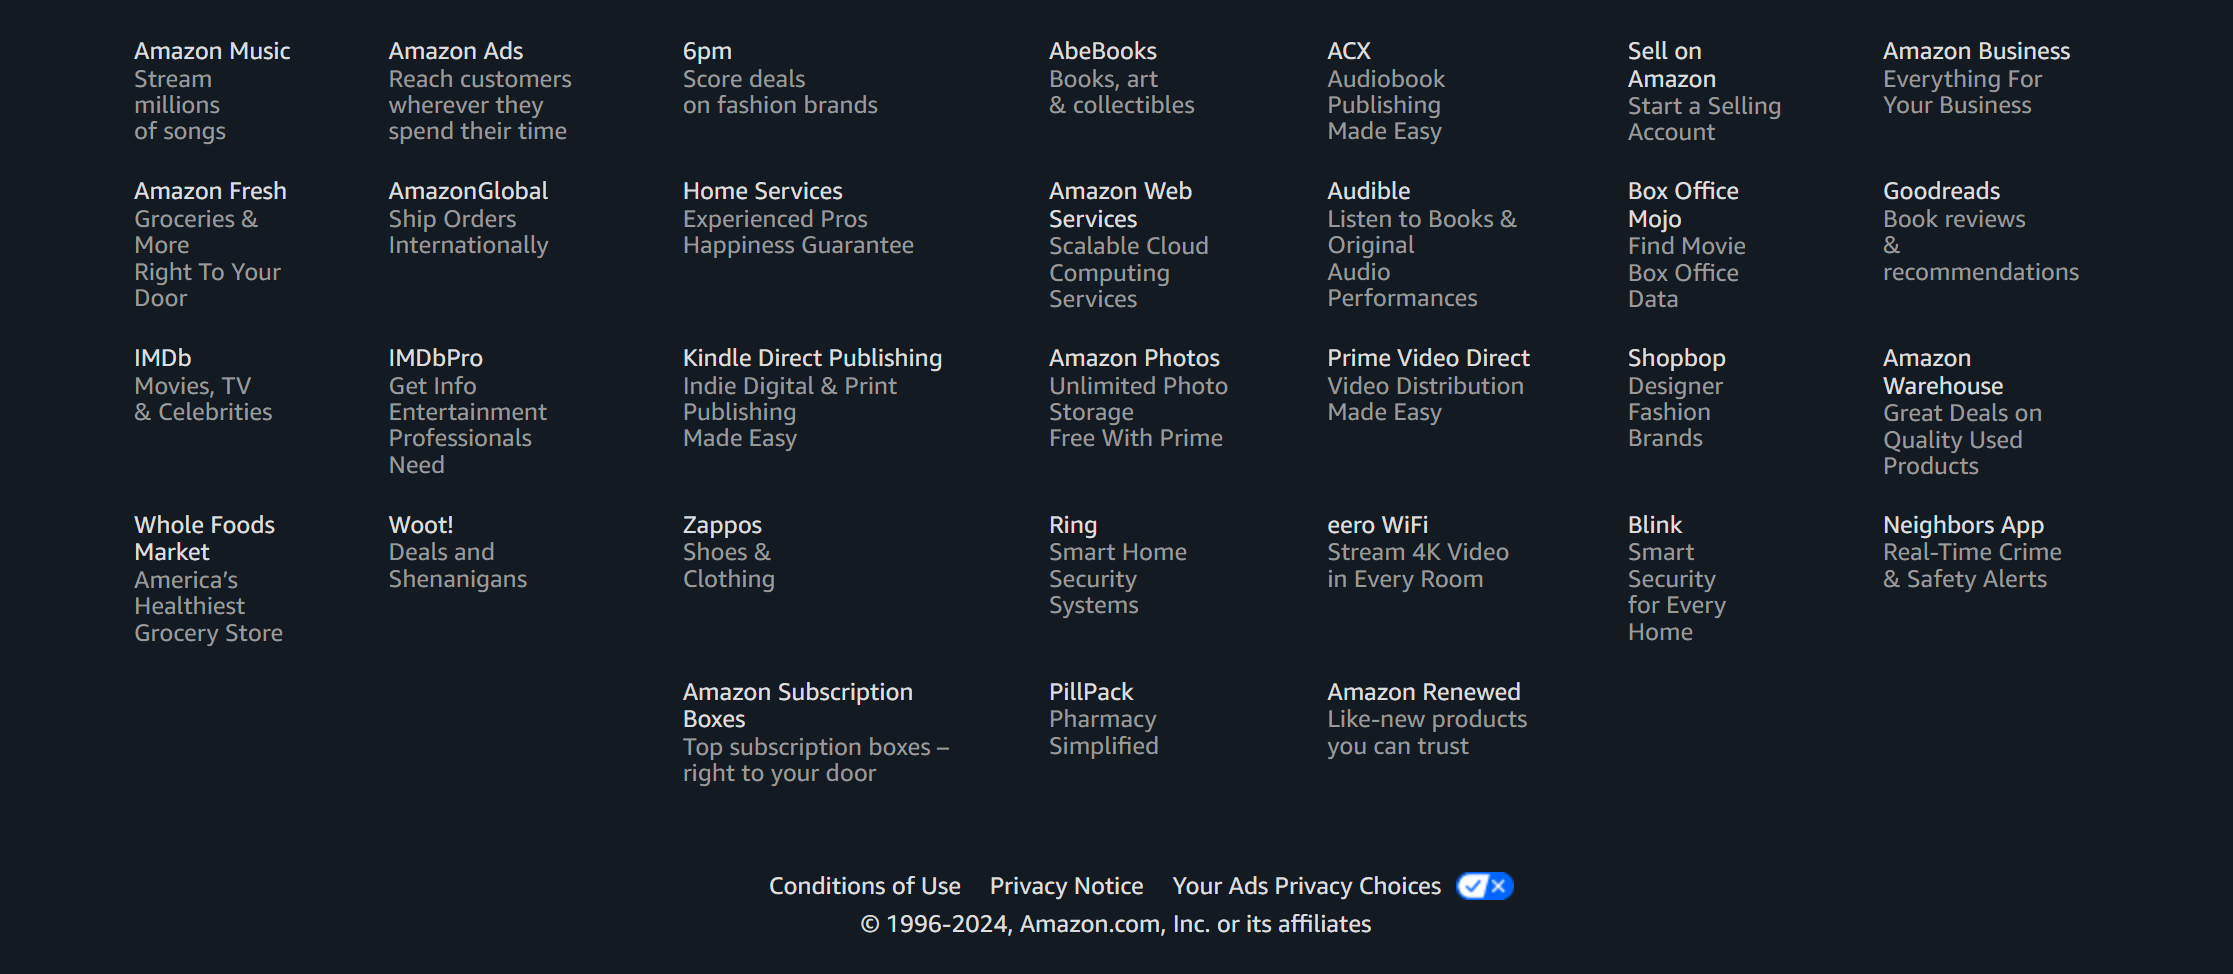 Amazon Music
Stream
millions
of songs
Amazon Ads
Reach customers
wherever they
spend their time
6pm
Score deals
on fashion brands
AbeBooks
Books, art
& collectibles
ACX
Audiobook
Publishing
Made Easy
Sell on
Amazon
Start a Selling
Account
Amazon Business
Everything For
Your Business
Amazon Fresh
Groceries &
More
Right To Your
Door
AmazonGlobal
Ship Orders
Internationally
Home Services
Experienced Pros
Happiness Guarantee
Amazon Web
Services
Scalable Cloud
Computing
Services
Audible
Listen to Books &
Original
Audio
Performances
Box Office
Mojo
Find Movie
Box Office
Data
Goodreads
Book reviews
&
recommendations
IMDb
Movies, TV
& Celebrities
IMDbPro
Get Info
Entertainment
Professionals
Need
Kindle Direct Publishing
Indie Digital & Print
Publishing
Made Easy
Amazon Photos
Unlimited Photo
Storage
Free With Prime
Prime Video Direct
Video Distribution
Made Easy
Shopbop
Designer
Fashion
Brands
Amazon
Warehouse
Great Deals on
Quality Used
Products
Whole Foods
Market
America’s
Healthiest
Grocery Store
Woot!
Deals and
Shenanigans
Zappos
Shoes &
Clothing
Ring
Smart Home
Security
Systems
eero WiFi
Stream 4K Video
in Every Room
Blink
Smart
Security
for Every
Home
Neighbors App
Real-Time Crime
& Safety Alerts
Amazon Subscription
Boxes
Top subscription boxes –
right to your door
PillPack
Pharmacy
Simplified
Amazon Renewed
Like-new products
you can trust
Conditions of Use Privacy Notice Your Ads Privacy Choices
© 1996-2024, Amazon.com, Inc. or its affiliates